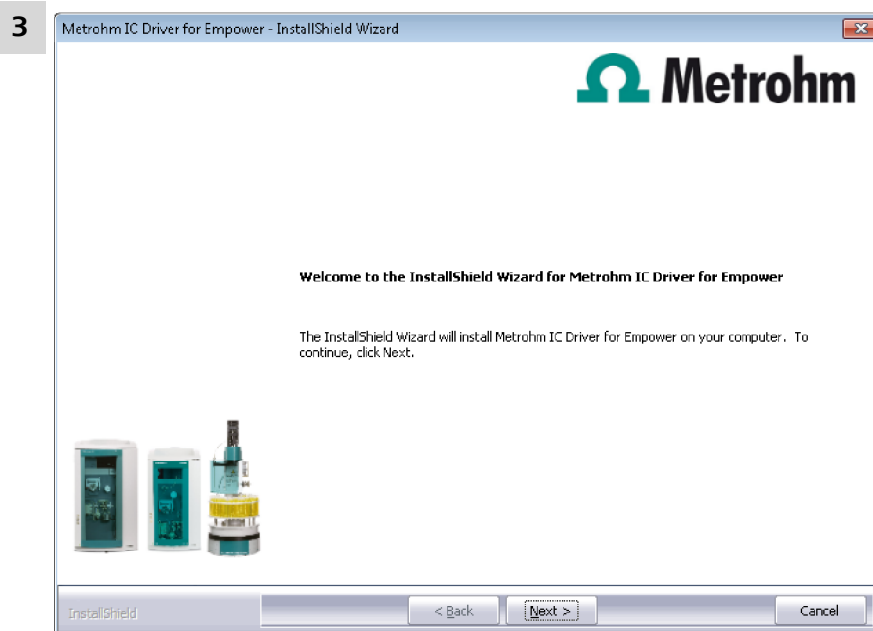 3
Metrohm IC Driver for Empower - InstallShield Wizard
Metrohm
Welcome to the InstallShield Wizard for Metrohm IC Driver for Empower
The InstallShield Wizard will install Metrohm IC Driver for Empower on your computer. To
continue, click Next.
InstallShield
< Back
Next >
Cancel